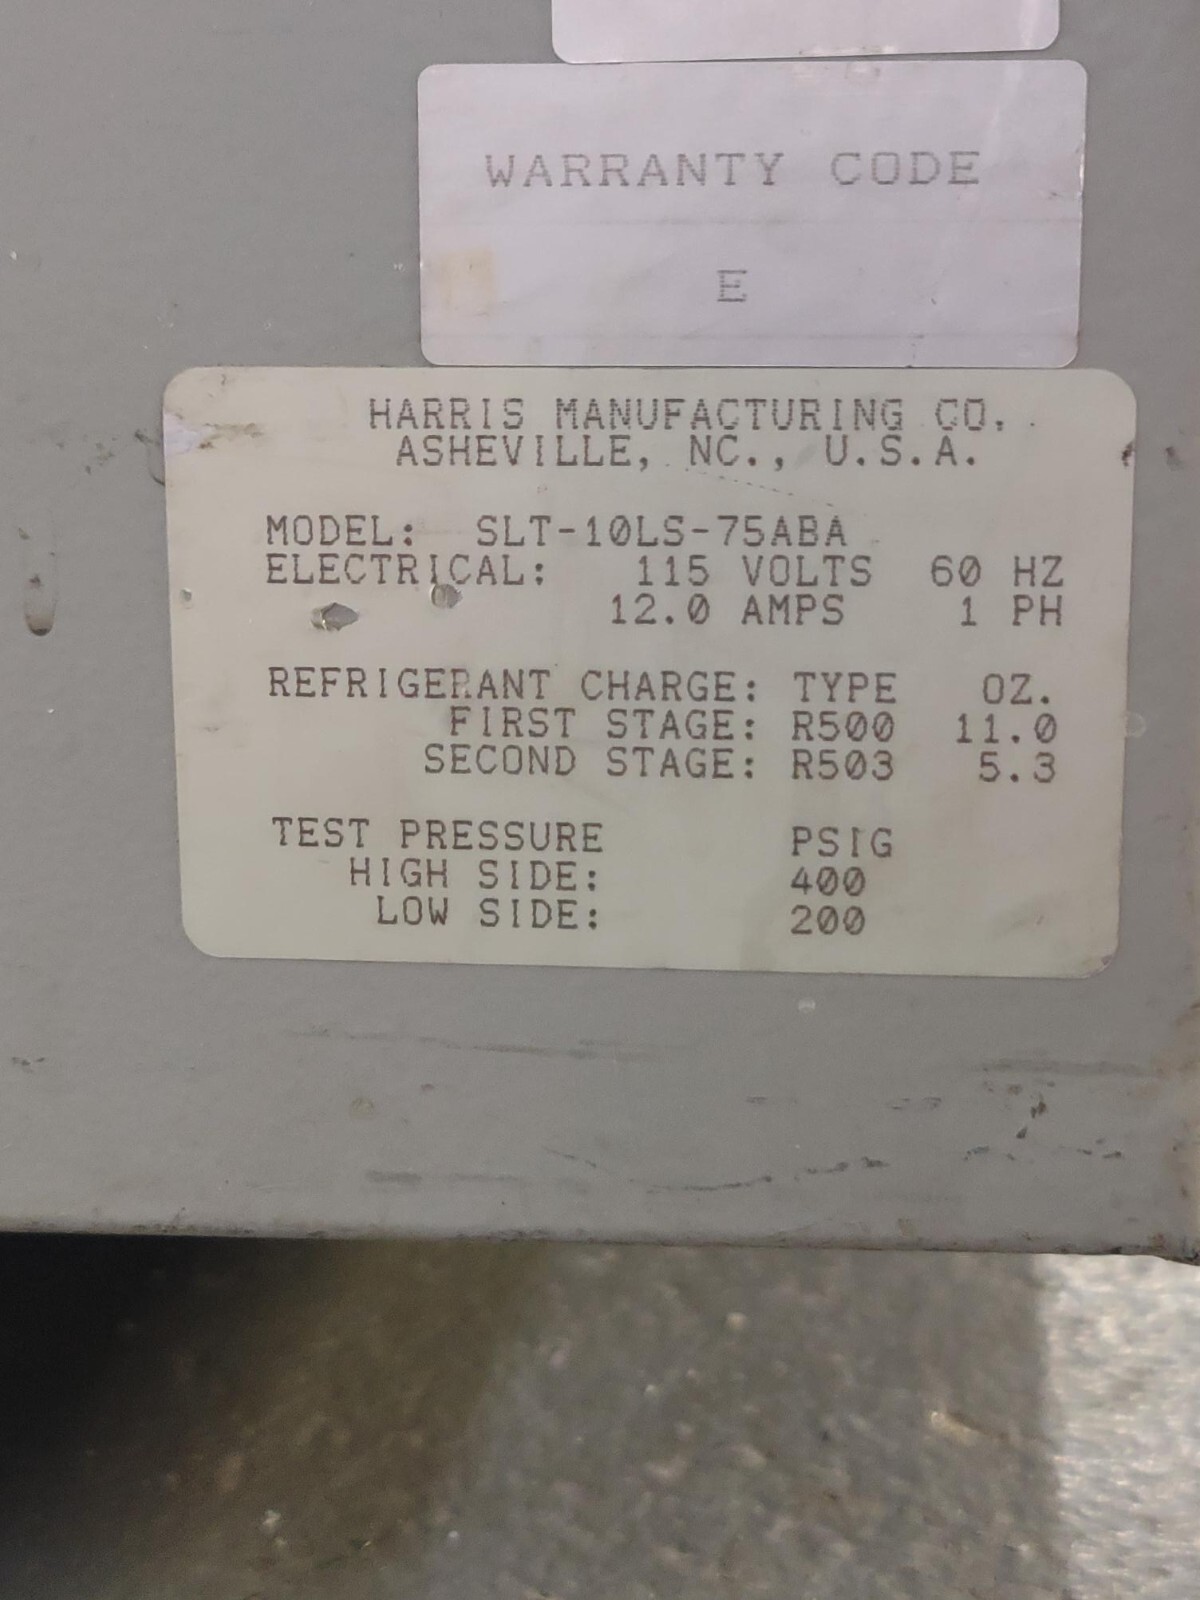 WARRANTY CODE
E
HARRIS MANUFACTURING CO.
ASHEVILLE, NC., U.S.A.
MODEL: SLT-10LS-75ABA
ELECTRICAL: 115 VOLTS 60 HZ
12.0 AMPS 1 PH
REFRIGERANT CHARGE: TYPE OZ.
FIRST STAGE: R500 11.0
SECOND STAGE: R503 5.3
TEST PRESSURE PSIG
HIGH SIDE: 400
LOW SIDE: 200